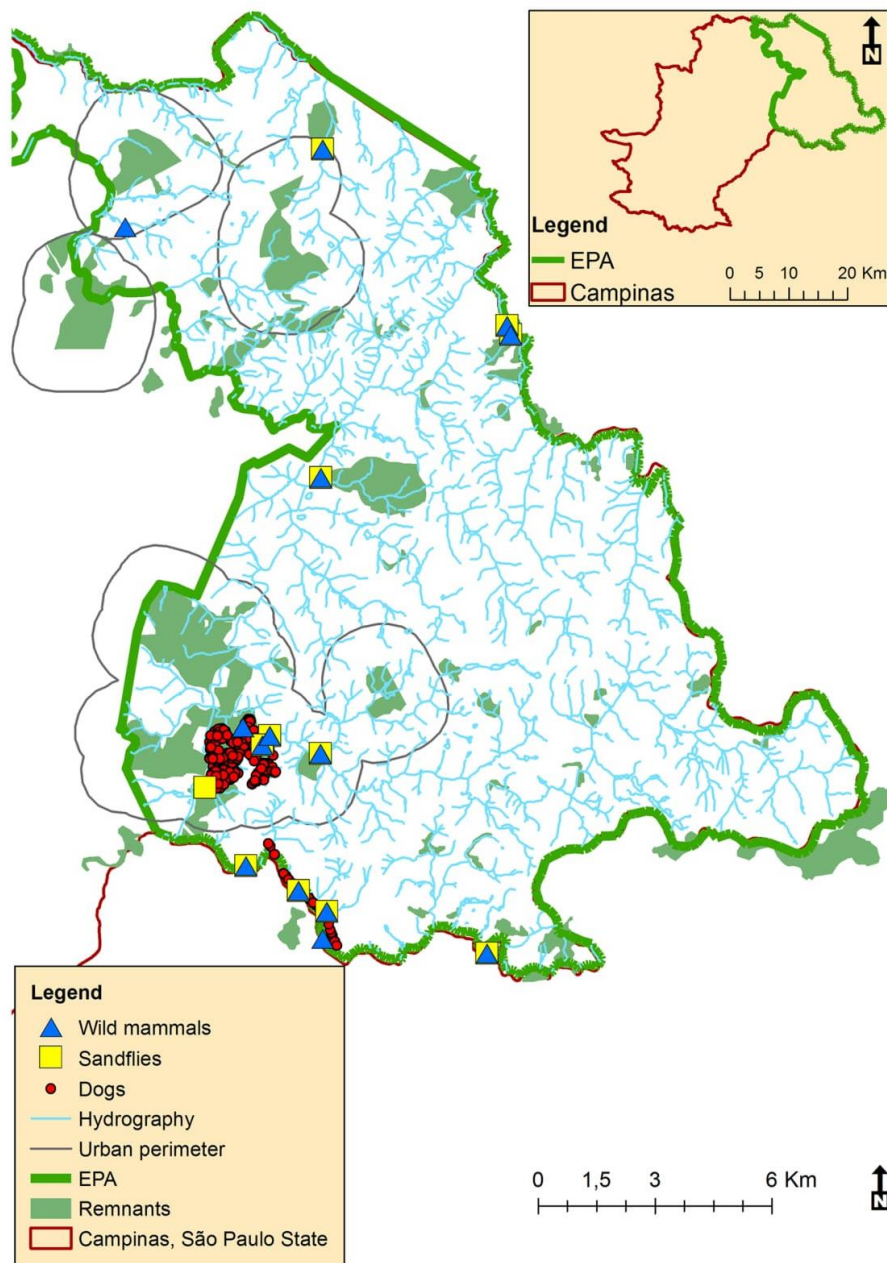 N
Legend
EPA
Campinas
0 5 10 20 Km
Legend
Wild mammals
Sandflies
Dogs
Hydrography
Urban perimeter
EPA
Remnants
Campinas, São Paulo State
0 1,5 3 6 Km
N